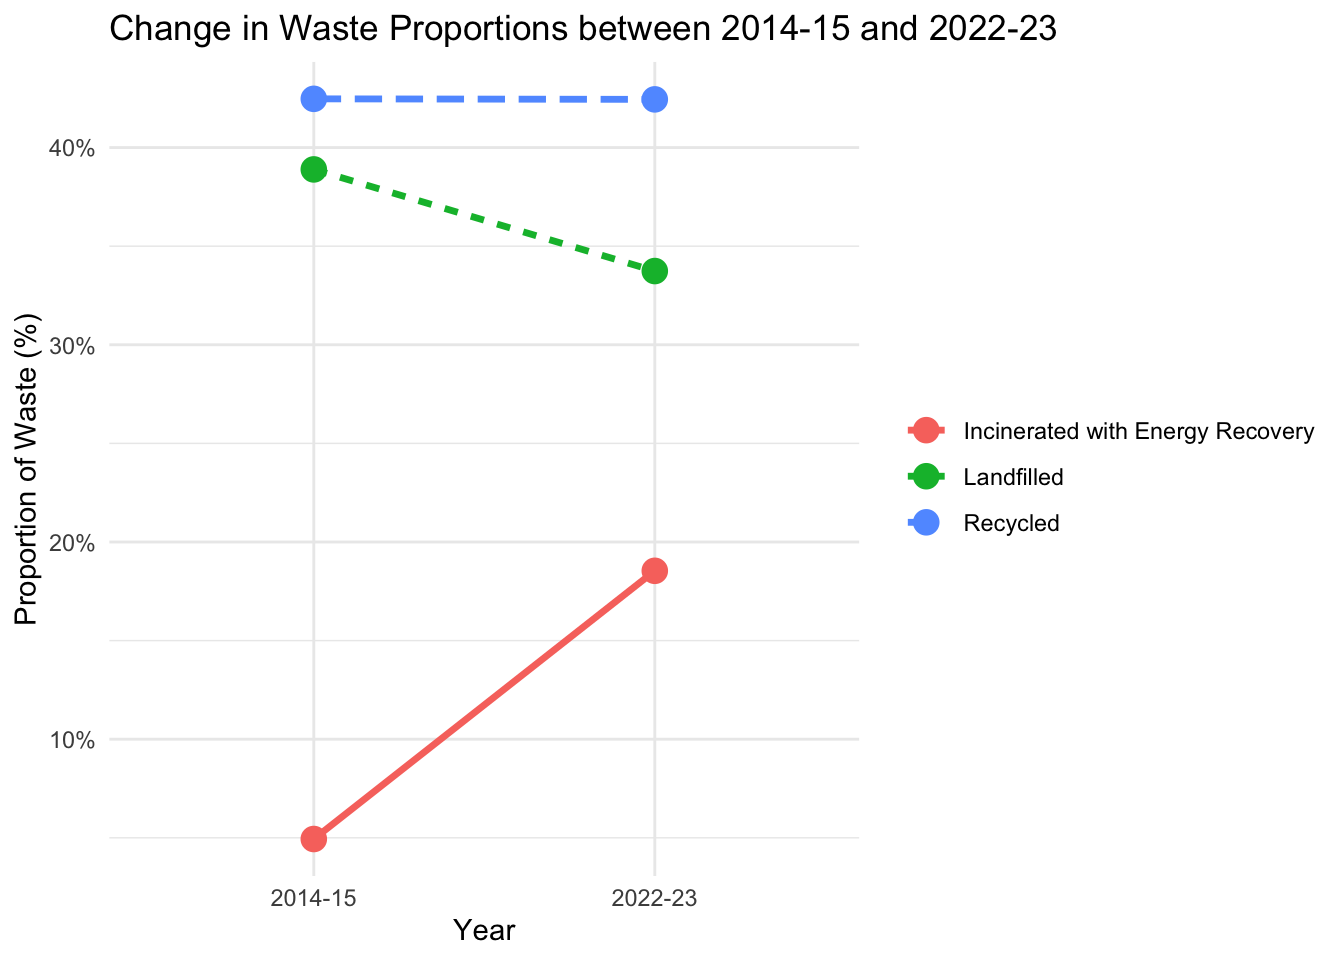 Change in Waste Proportions between 2014-15 and 2022-23
Proportion of Waste (%)
40%
30%
20%
10%
2014-15
2022-23
Year
Incinerated with Energy Recovery
Landfilled
Recycled